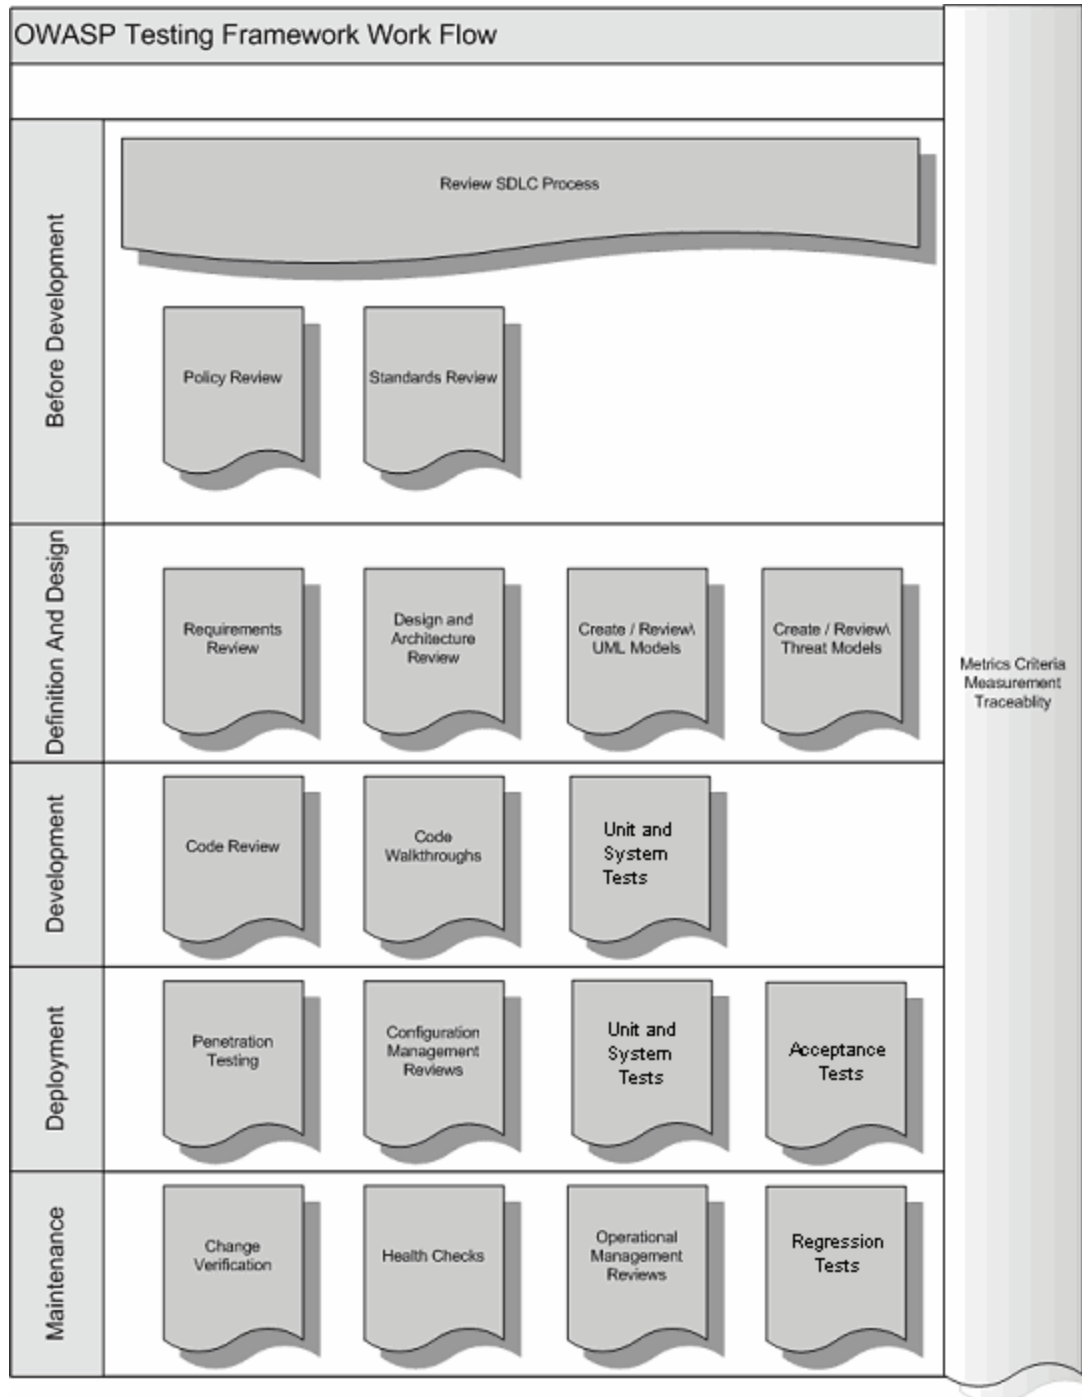 OWASP Testing Framework Work Flow
Before Development
Review SDLC Process
Policy Review
Standards Review
Definition And Design
Requirements
Review
Design and
Architecture
Review
Create / Review\
UML Models
Create / Review\
Threat Models
Metrics Criteria
Measurement
Traceablity
Development
Code Review
Code
Walkthroughs
Unit and
System
Tests
Deployment
Penetration
Testing
Configuration
Management
Reviews
Unit and
System
Tests
Acceptance
Tests
Maintenance
Change
Verification
Health Checks
Operational
Management
Reviews
Regression
Tests